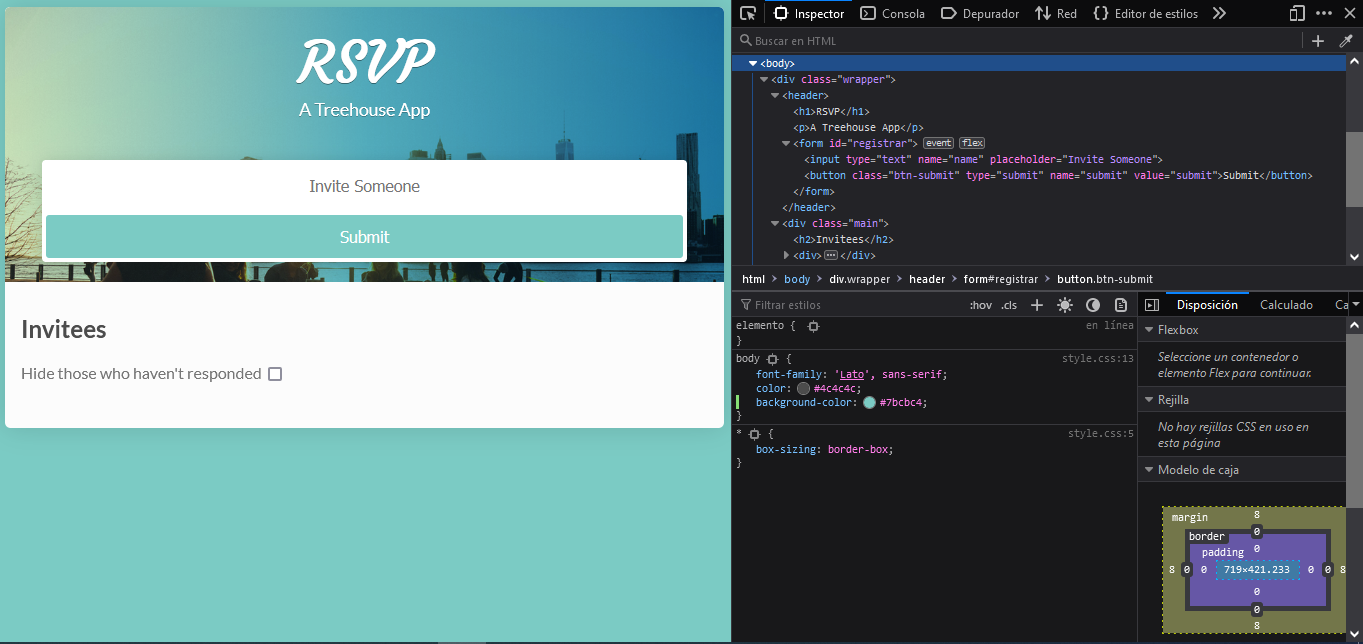 RSVP
A Treehouse App
Invite Someone
Submit
Invitees
Hide those who haven't responded
Inspector Consola Depurador Red Editor de estilos
Buscar en HTML
<body>
<div class="wrapper">
<header>
<h1>RSVP</h1>
<p>A Treehouse App</p>
<form id="registrar"> event flex
<input type="text" name="name" placeholder="Invite Someone">
<button class="btn-submit" type="submit" name="submit" value="submit">Submit</button>
</form>
</header>
<div class="main">
<h2>Invitees</h2>
<div>…</div>
html > body > div.wrapper > header > form#registrar > button.btn-submit
Filtrar estilos :hov .cls
elemento { en línea
}
body { style.css:13
font-family: 'Lato', sans-serif;
color: #4c4c4c;
background-color: #7bcbc4;
}
* { style.css:5
box-sizing: border-box;
}
Disposición Calculado Ca
Flexbox
Seleccione un contenedor o
elemento Flex para continuar.
Rejilla
No hay rejillas CSS en uso en
esta página
Modelo de caja
margin 8
border 0
padding 0
8 0 0 719×421.233 0 0 8
0
0
8